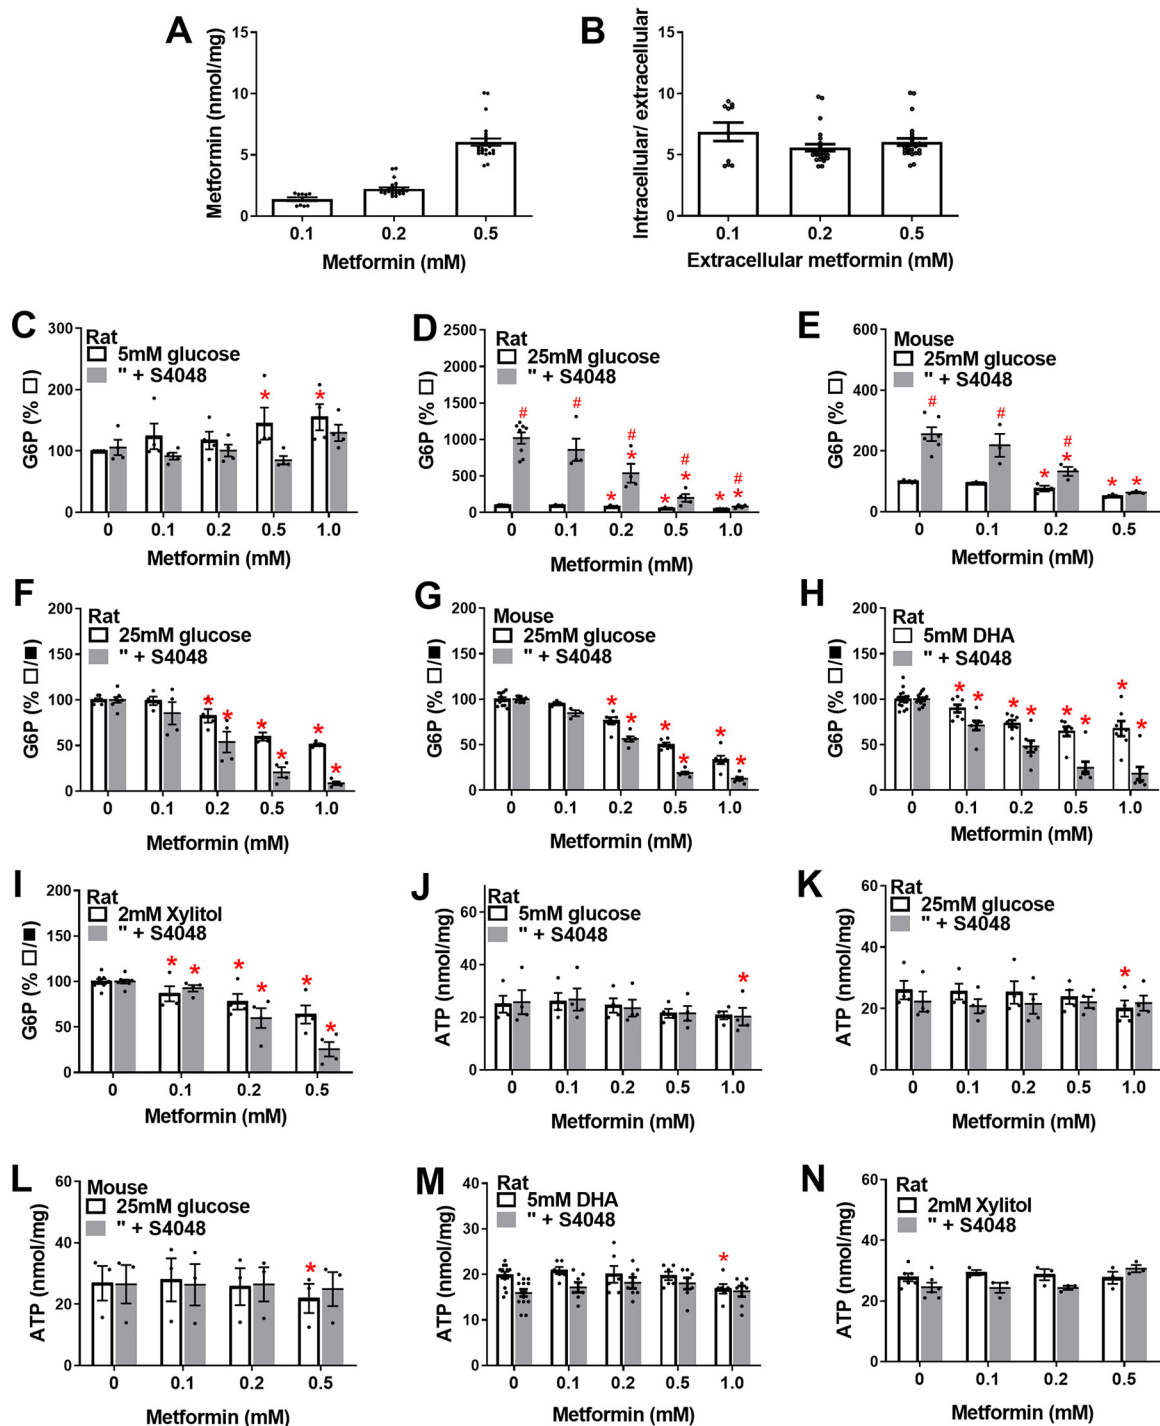 A
Metformin (nmol/mg)
15
10
5
0
0.1 0.2 0.5
Metformin (mM)
B
Intracellular/ extracellular
15
10
5
0
0.1 0.2 0.5
Extracellular metformin (mM)
C
Rat
5mM glucose
" + S4048
G6P (% □)
300
200
100
0
* *
0 0.1 0.2 0.5 1.0
Metformin (mM)
D
Rat
25mM glucose
" + S4048
G6P (% □)
2500
2000
1500
1000
500
0
# # # # #
* * * * * *
0 0.1 0.2 0.5 1.0
Metformin (mM)
E
Mouse
25mM glucose
" + S4048
G6P (% □)
600
400
200
0
# # #
* * * *
0 0.1 0.2 0.5
Metformin (mM)
F
Rat
25mM glucose
" + S4048
G6P (% □/■)
200
150
100
50
0
* * * * * *
0 0.1 0.2 0.5 1.0
Metformin (mM)
G
Mouse
25mM glucose
" + S4048
G6P (% □/■)
200
150
100
50
0
* * * * * *
0 0.1 0.2 0.5 1.0
Metformin (mM)
H
Rat
5mM DHA
" + S4048
G6P (% □/■)
200
150
100
50
0
* * * * * * * *
0 0.1 0.2 0.5 1.0
Metformin (mM)
I
Rat
2mM Xylitol
" + S4048
G6P (% □/■)
200
150
100
50
0
* * * * * *
0 0.1 0.2 0.5
Metformin (mM)
J
Rat
5mM glucose
" + S4048
ATP (nmol/mg)
60
40
20
0
*
0 0.1 0.2 0.5 1.0
Metformin (mM)
K
Rat
25mM glucose
" + S4048
ATP (nmol/mg)
60
40
20
0
*
0 0.1 0.2 0.5 1.0
Metformin (mM)
L
Mouse
25mM glucose
" + S4048
ATP (nmol/mg)
60
40
20
0
*
0 0.1 0.2 0.5
Metformin (mM)
M
Rat
5mM DHA
" + S4048
ATP (nmol/mg)
40
30
20
10
0
*
0 0.1 0.2 0.5 1.0
Metformin (mM)
N
Rat
2mM Xylitol
" + S4048
ATP (nmol/mg)
60
40
20
0
0 0.1 0.2 0.5
Metformin (mM)